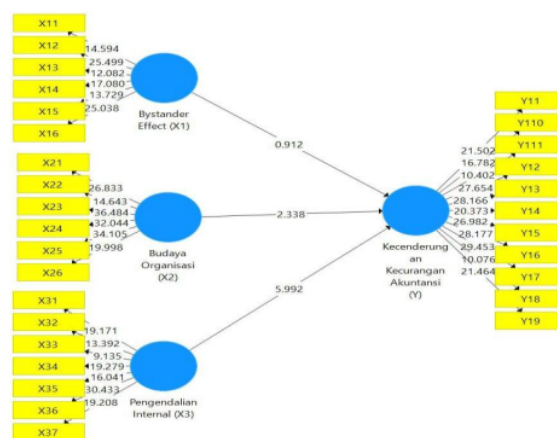 X11
X12
X13
X14
X15
X16
14.594
25.499
12.082
17.080
13.729
25.038
Bystander
Effect (X1)
0.912
X21
X22
X23
X24
X25
X26
26.833
14.643
36.484
32.044
34.105
19.998
Budaya
Organisasi
(X2)
2.338
X31
X32
X33
X34
X35
X36
X37
19.171
13.392
9.135
19.279
16.041
30.433
19.208
Pengendalian
Internal (X3)
5.992
Kecenderung
an
Kecurangan
Akuntansi
(Y)
21.502
16.782
10.402
27.654
28.166
20.373
26.982
28.177
29.453
10.076
21.464
Y11
Y110
Y111
Y12
Y13
Y14
Y15
Y16
Y17
Y18
Y19